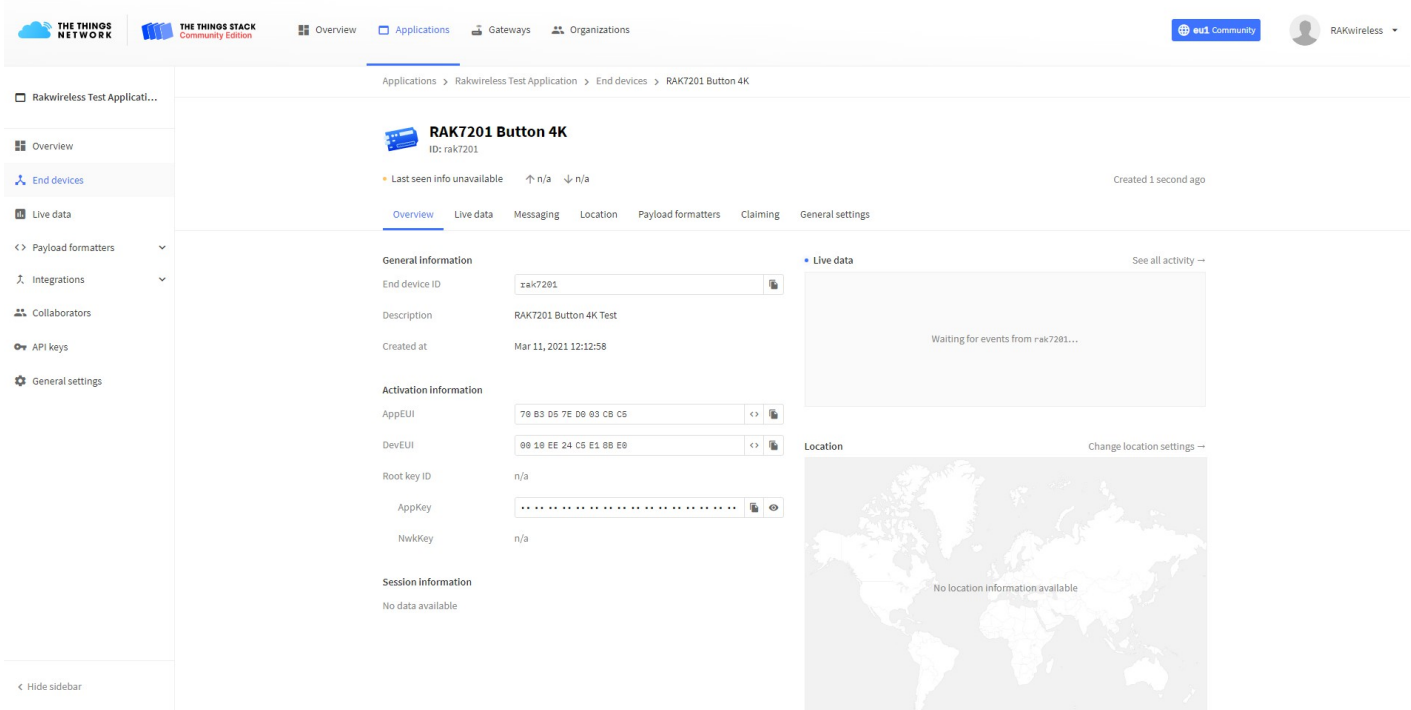 THE THINGS NETWORK
THE THINGS STACK
Community Edition
Overview
Applications
Gateways
Organizations
eu1 Community
RAKwireless
Rakwireless Test Applicati...
Overview
End devices
Live data
Payload formatters
Integrations
Collaborators
API keys
General settings
Hide sidebar
Applications > Rakwireless Test Application > End devices > RAK7201 Button 4K
RAK7201 Button 4K
ID: rak7201
Last seen info unavailable ↑ n/a ↓ n/a
Created 1 second ago
Overview Live data Messaging Location Payload formatters Claiming General settings
General information
End device ID rak7201
Description RAK7201 Button 4K Test
Created at Mar 11, 2021 12:12:58
Activation information
AppEUI 70 B3 D5 7E D0 03 CB C5
DevEUI 00 10 EE 24 C5 E1 8B E0
Root key ID n/a
AppKey •• •• •• •• •• •• •• •• •• •• •• •• •• •• •• ••
NwkKey n/a
Session information
No data available
Live data
See all activity →
Waiting for events from rak7201...
Location
Change location settings →
No location information available